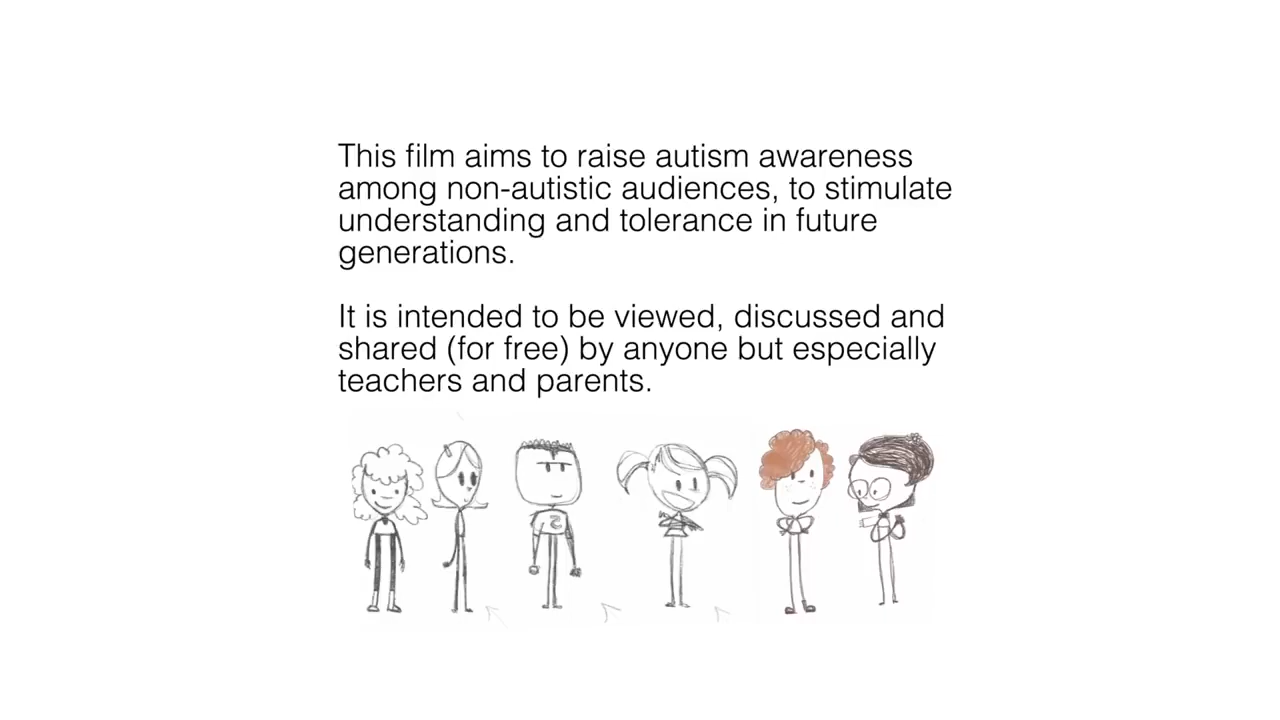 This film aims to raise autism awareness
among non-autistic audiences, to stimulate
understanding and tolerance in future
generations.
It is intended to be viewed, discussed and
shared (for free) by anyone but especially
teachers and parents.
2